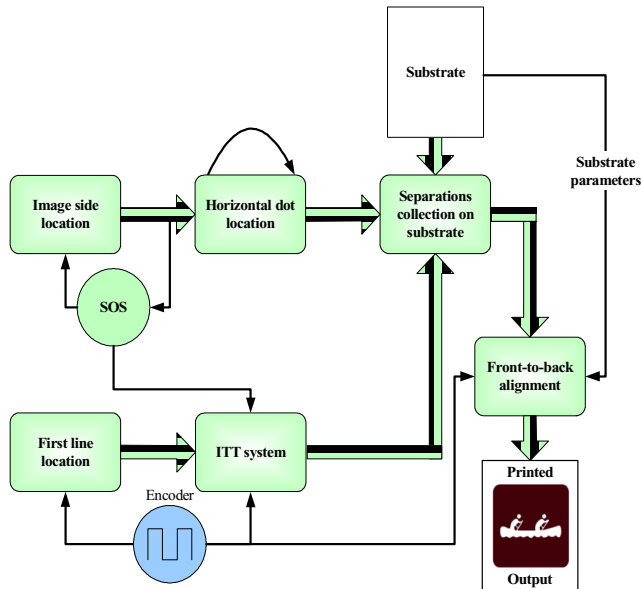 Substrate
Substrate
parameters
Image side
location
Horizontal dot
location
Separations
collection on
substrate
SOS
Front-to-back
alignment
First line
location
ITT system
Encoder
Printed
Output